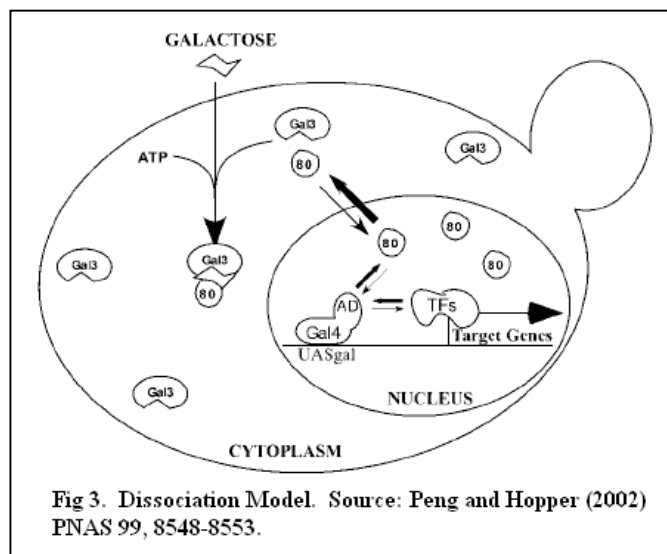 GALACTOSE
Gal3
Gal3
ATP
80
80
80
Gal3
Gal3
80
80
AD
TFs
Gal4
Target Genes
UASgal
NUCLEUS
Gal3
CYTOPLASM
Fig 3. Dissociation Model. Source: Peng and Hopper (2002)
PNAS 99, 8548-8553.